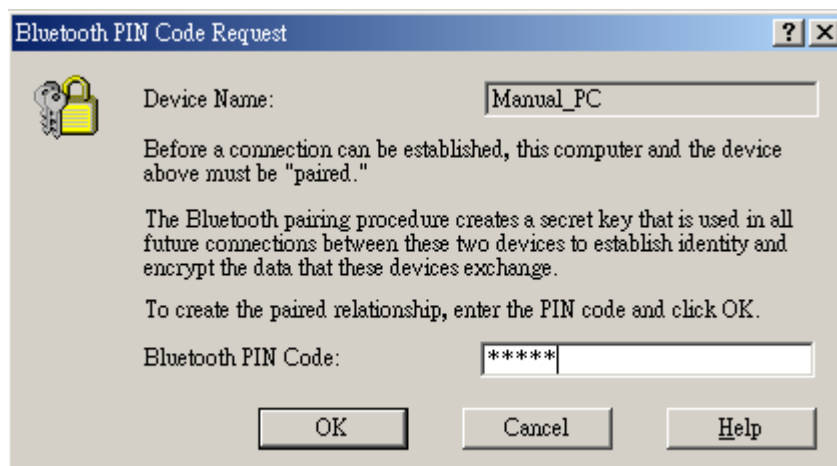 Bluetooth PIN Code Request
Device Name: Manual_PC
Before a connection can be established, this computer and the device
above must be "paired."
The Bluetooth pairing procedure creates a secret key that is used in all
future connections between these two devices to establish identity and
encrypt the data that these devices exchange.
To create the paired relationship, enter the PIN code and click OK.
Bluetooth PIN Code: *****
OK Cancel Help